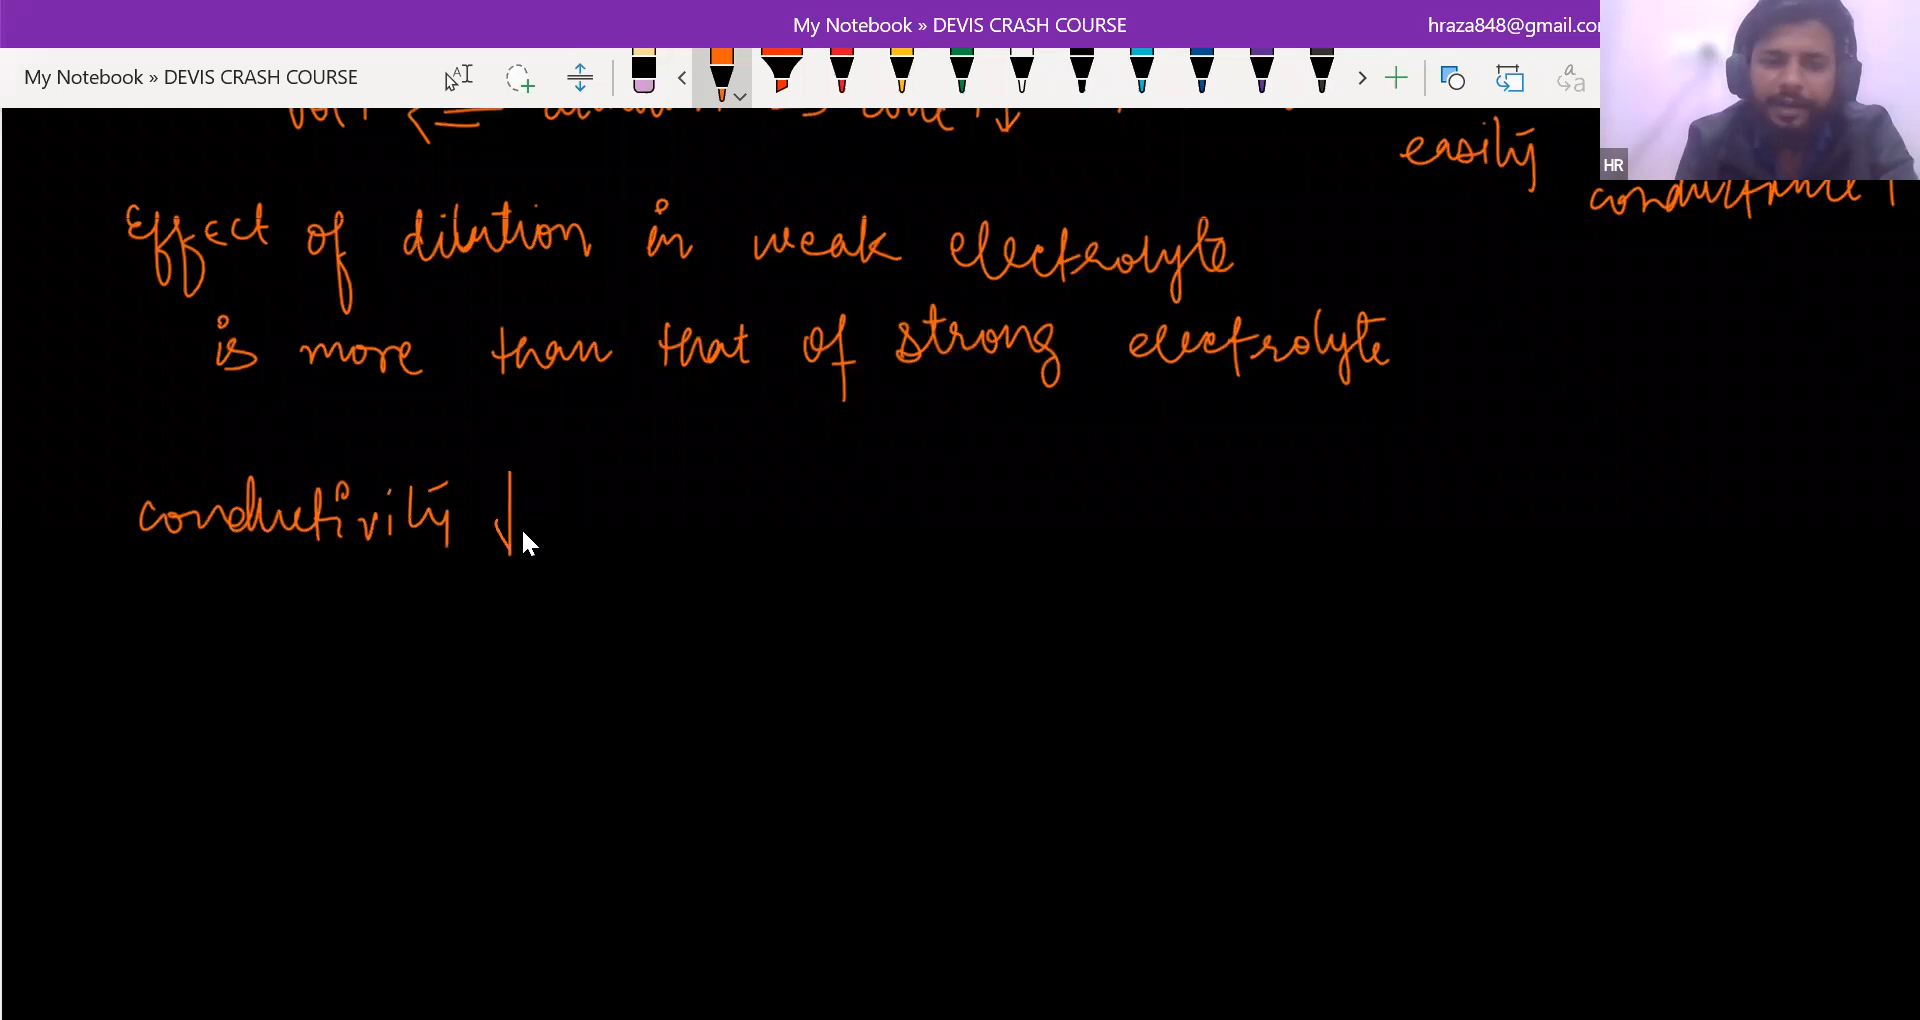 My Notebook » DEVIS CRASH COURSE
hraza848@gmail.co
My Notebook » DEVIS CRASH COURSE
HR
easily
conductance
Effect of dilution in weak electrolyte
is more than that of strong electrolyte
conductivity ↓